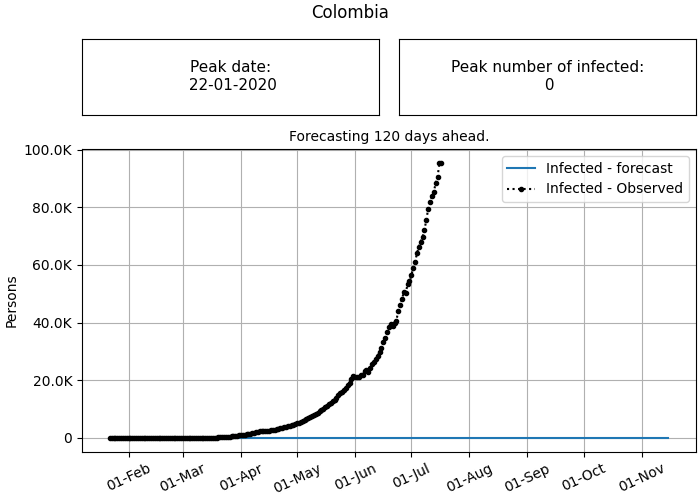 Colombia
Peak date:
22-01-2020
Peak number of infected:
0
Forecasting 120 days ahead.
100.0K
80.0K
60.0K
40.0K
20.0K
0
Persons
Infected - forecast
Infected - Observed
01-Feb
01-Mar
01-Apr
01-May
01-Jun
01-Jul
01-Aug
01-Sep
01-Oct
01-Nov